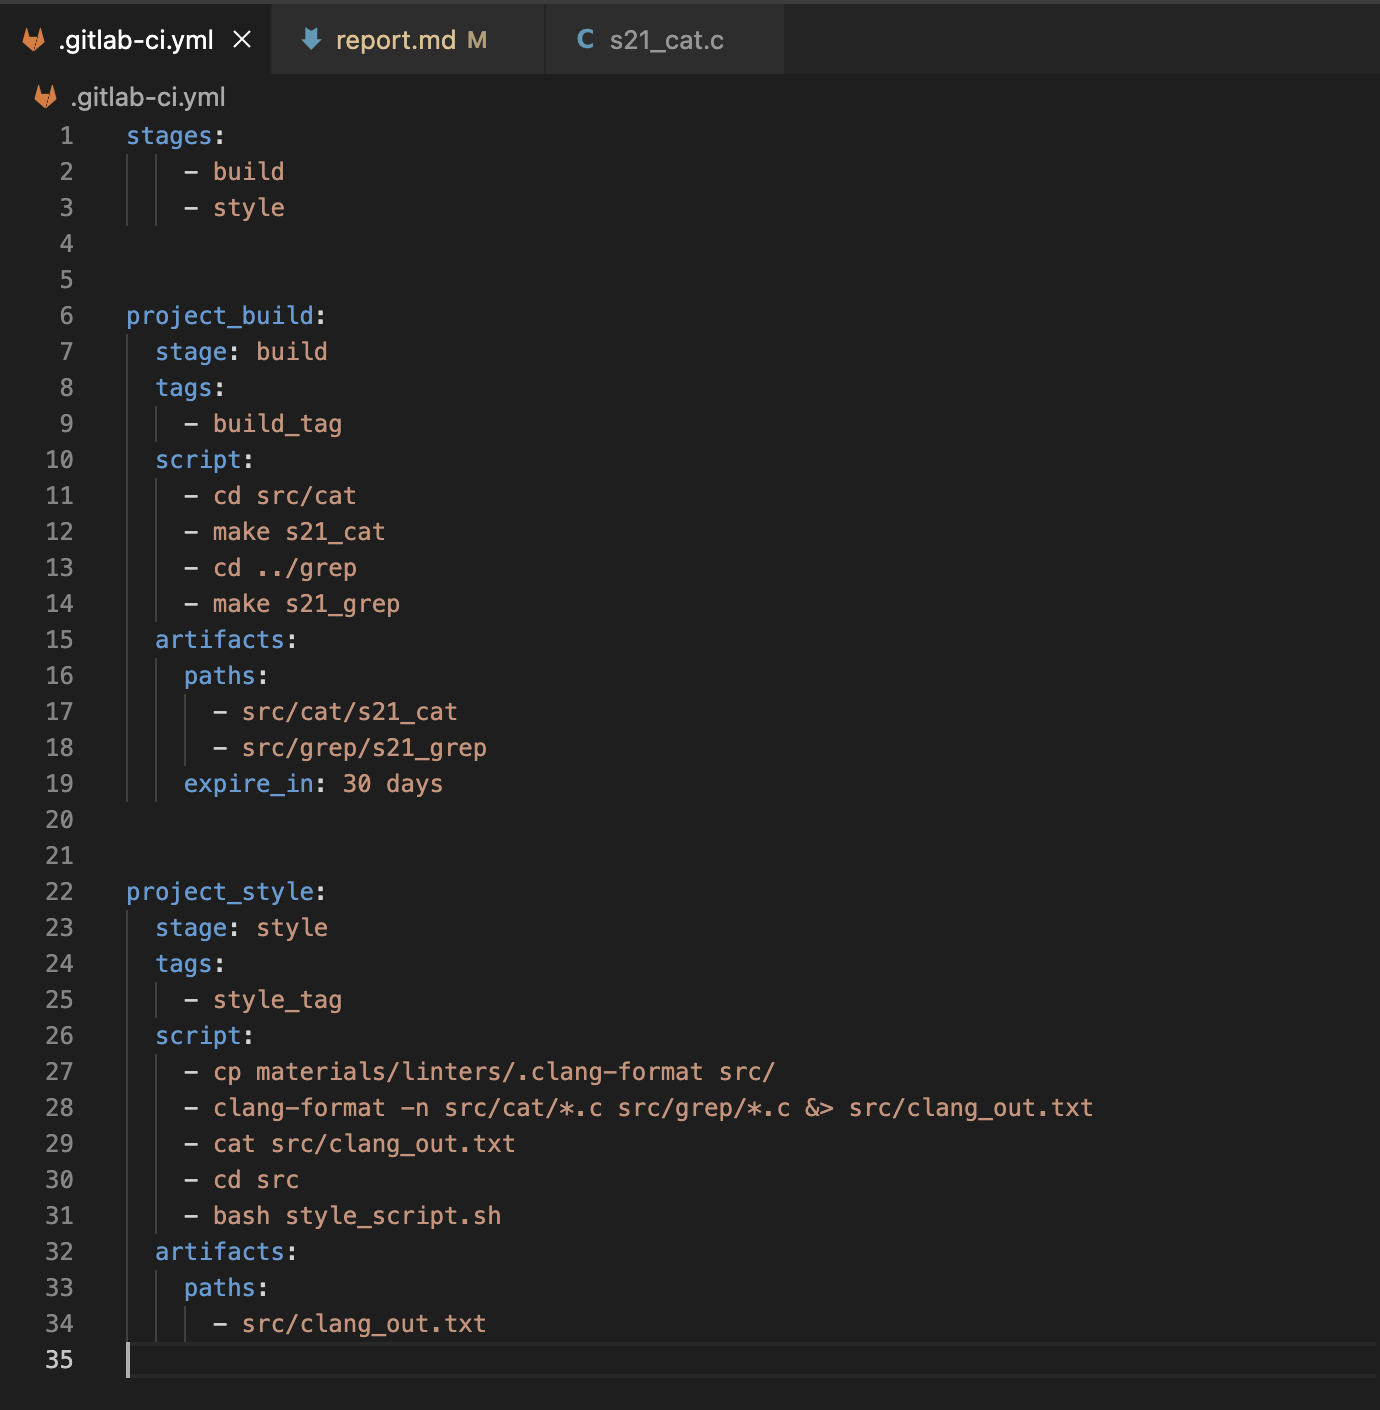 .gitlab-ci.yml × report.md M C s21_cat.c
.gitlab-ci.yml
1 stages:
2 - build
3 - style
4
5
6 project_build:
7 stage: build
8 tags:
9 - build_tag
10 script:
11 - cd src/cat
12 - make s21_cat
13 - cd ../grep
14 - make s21_grep
15 artifacts:
16 paths:
17 - src/cat/s21_cat
18 - src/grep/s21_grep
19 expire_in: 30 days
20
21
22 project_style:
23 stage: style
24 tags:
25 - style_tag
26 script:
27 - cp materials/linters/.clang-format src/
28 - clang-format -n src/cat/*.c src/grep/*.c &> src/clang_out.txt
29 - cat src/clang_out.txt
30 - cd src
31 - bash style_script.sh
32 artifacts:
33 paths:
34 - src/clang_out.txt
35